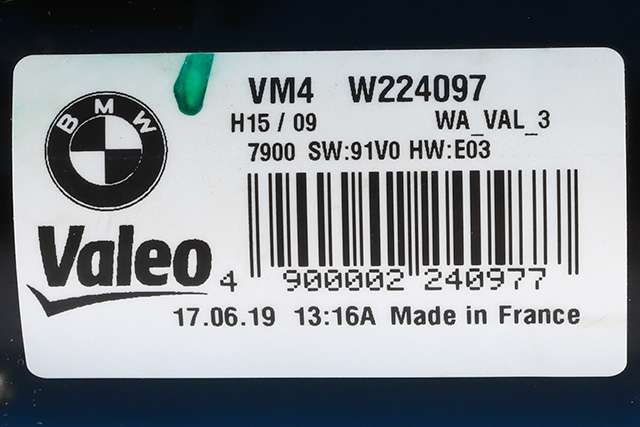 VM4 W224097
BMW
H15 / 09 WA_VAL_3
7900 SW:91V0 HW:E03
Valeo
4 900002 240977
17.06.19 13:16A Made in France